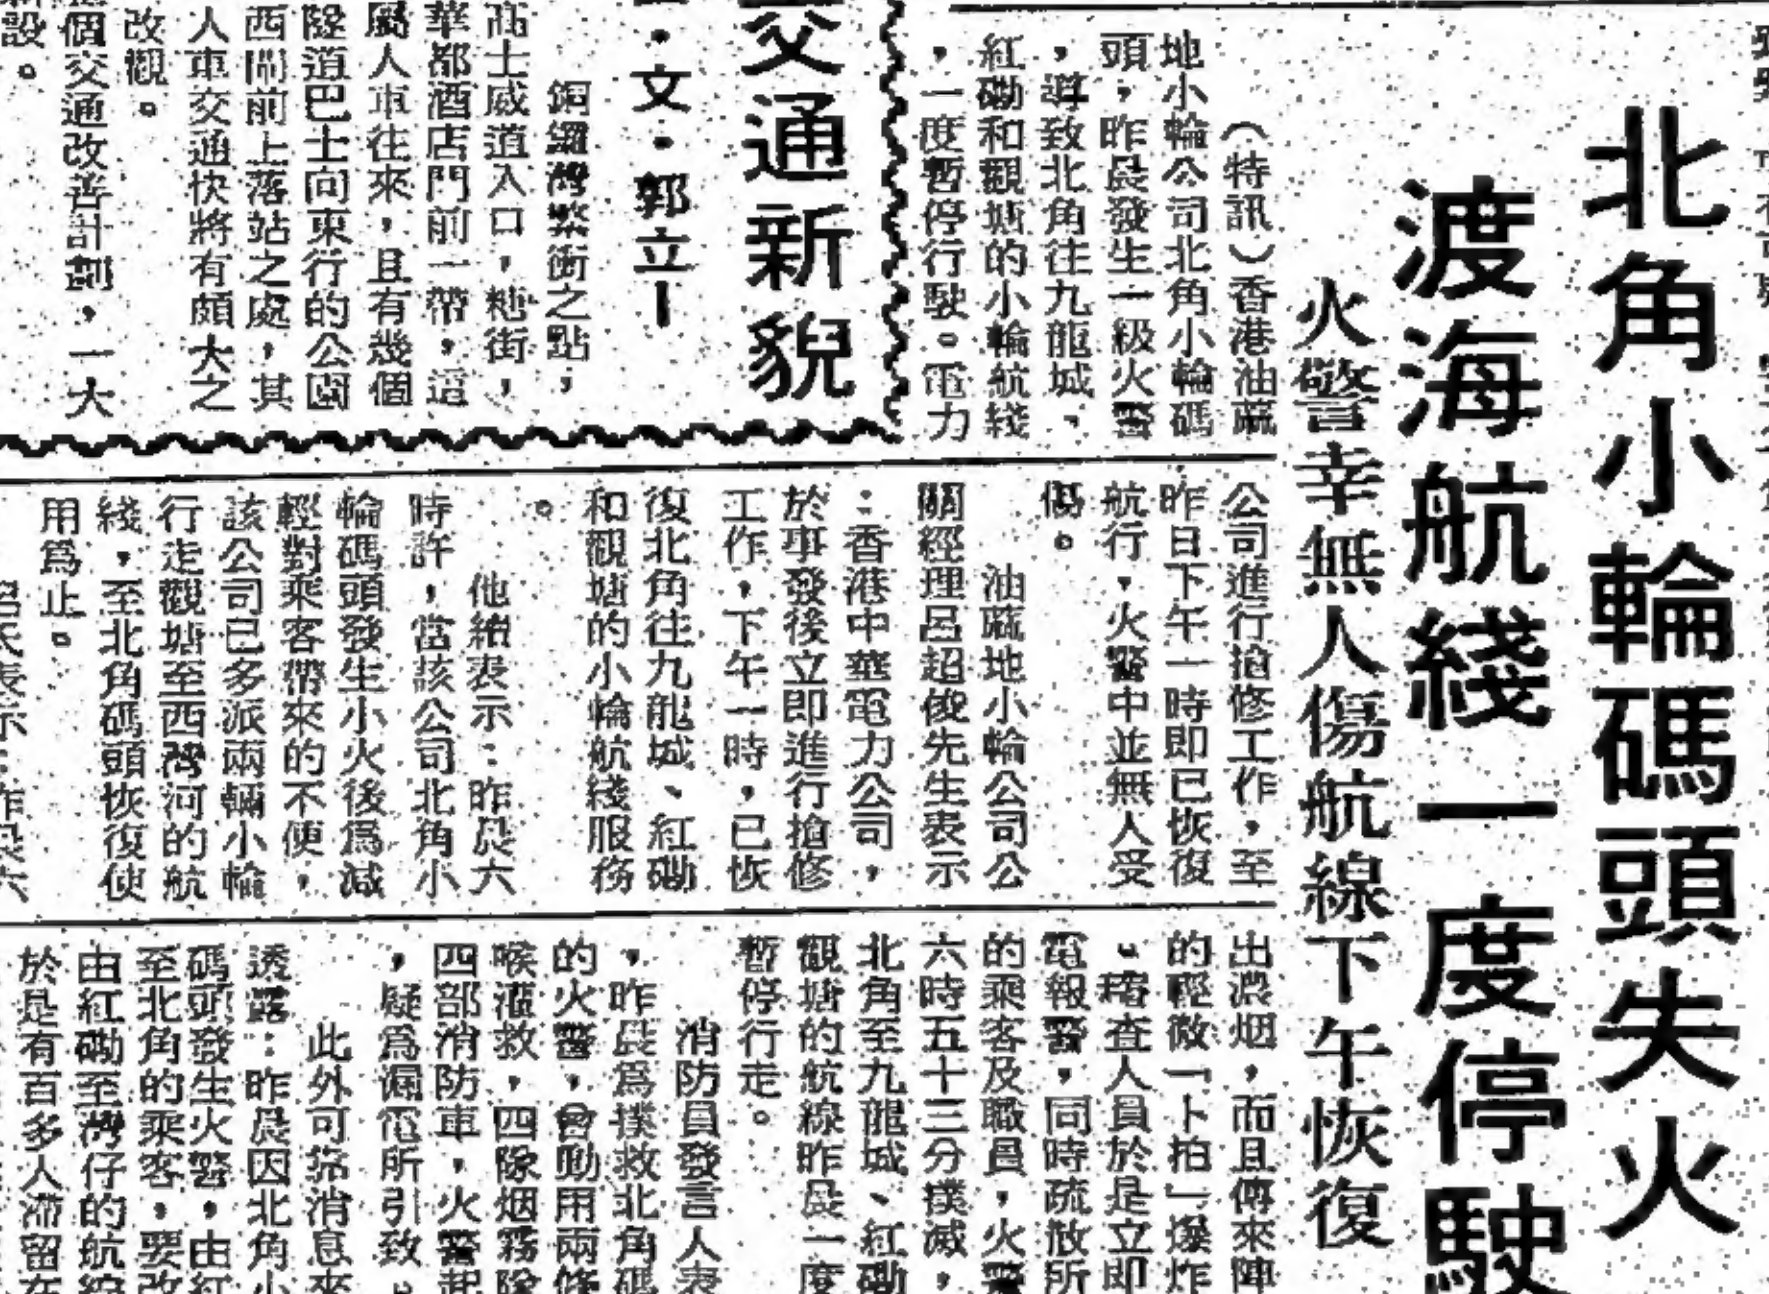 北角小輪碼頭失火
渡海航綫一度停駛
火警幸無人傷航線下午恢復
（特訊）香港油蔴
地小輪公司北角小輪碼
頭，昨晨發生一級火警
，導致北角往九龍城、
紅磡和觀塘的小輪航綫
，一度暫停行駛。電力
公司進行搶修工作，至
昨日下午一時即已恢復
航行，火警中並無人受
傷。
油蔴地小輪公司公
關經理呂超俊先生表示
：香港中華電力公司，
於事發後立即進行搶修
工作，下午一時，已恢
復北角往九龍城、紅磡
和觀塘的小輪航綫服務
。
他續表示：昨晨六
時許，當該公司北角小
輪碼頭發生小火後爲減
輕對乘客帶來的不便，
該公司已多派兩輛小輪
行走觀塘至西灣河的航
綫，至北角碼頭恢復使
用爲止。
呂氏表示：昨晨六
出濃烟，而且傳來陣
的輕微「卜拍」爆炸
。稽查人員於是立即
電報警，同時疏散所
的乘客及職員，火警
六時五十三分撲滅，
北角至九龍城、紅磡
觀塘的航線昨晨一度
暫停行走。
消防員發言人表
，昨晨爲撲救北角碼
的火警，曾動用兩條
喉灌救，四隊烟霧隊
四部消防車，火警起
，疑爲漏電所引致。
此外可靠消息來
透露：昨晨因北角小
碼頭發生火警，由紅
至北角的乘客，要改
由紅磡至灣仔的航綫
於是有百多人滯留在
交通新貌
・文・郭立
銅鑼灣繁衝之點，
高士威道入口，糖街，
華都酒店門前一帶，這
屬人車往來，且有幾個
隧道巴士向東行的公園
西閘前上落站之處，其
人車交通快將有頗大之
改觀。
個交通改善計劃，一大
設。